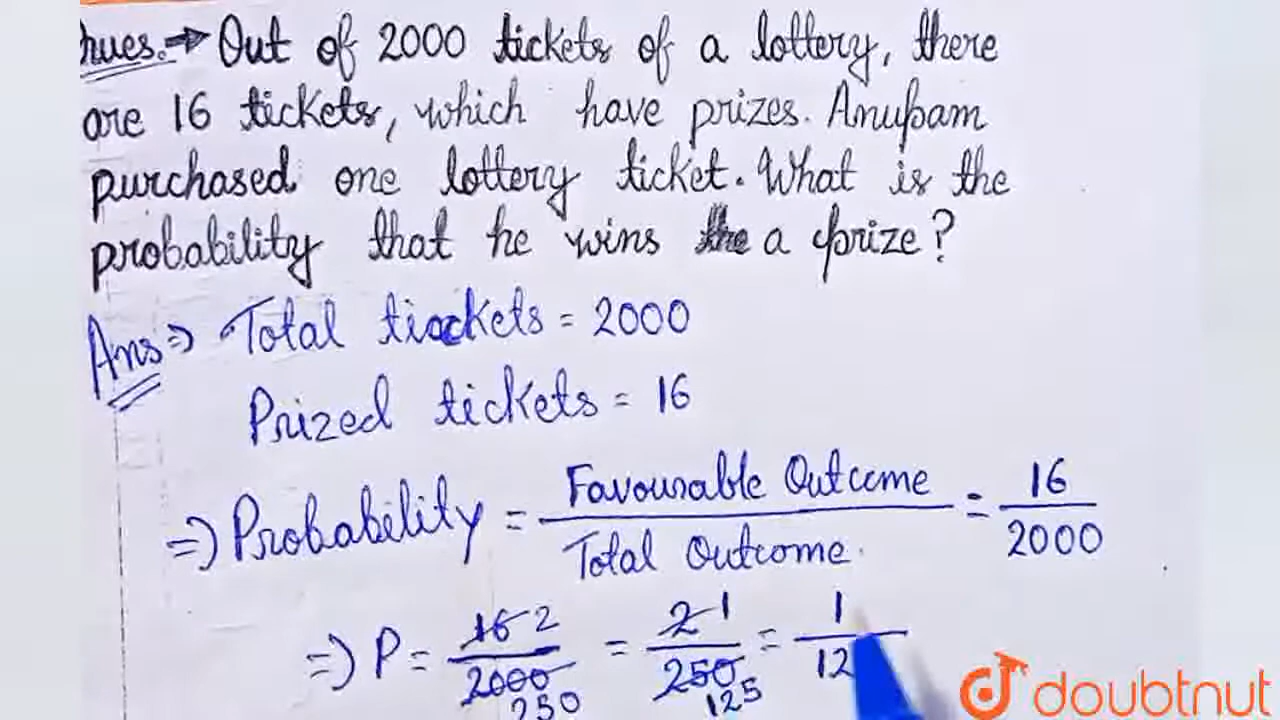 Ques. → Out of 2000 tickets of a lottery, there
are 16 tickets, which have prizes. Anupam
purchased one lottery ticket. What is the
probability that he wins a prize?
Ans ⇒ Total tickets = 2000
Prized tickets = 16
⇒ Probability = Favourable Outcome / Total Outcome = 16 / 2000
⇒ P = 16 2 / 2000 250 = 2 1 / 250 125 = 1 / 12
doubtnut